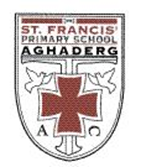 ST. FRANCIS'
PRIMARY SCHOOL
AGHADERG
A C